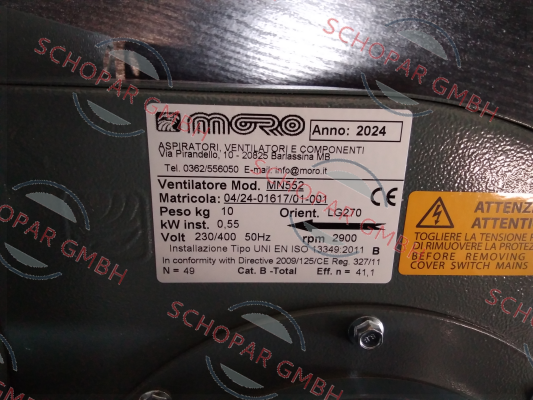 MORO
Anno: 2024
ASPIRATORI, VENTILATORI E COMPONENTI
Via Pirandello, 10 - 20825 Barlassina MB
Tel. 0362/556050 E-mail: info@moro.it
Ventilatore Mod. MN552
Matricola: 04/24-01617/01-001
CE
Peso kg 10 Orient. LG270
kW inst. 0.55
Volt 230/400 50Hz rpm 2900
Installazione Tipo UNI EN ISO 13349:2011 B
In conformity with Directive 2009/125/CE Reg. 327/11
N = 49 Cat. B -Total Eff. n = 41,1
ATTENZ
ATTENTI
TOGLIERE LA TENS
DI RIMUOVERE LA PROTEZ
BEFORE REMOVING
COVER SWITCH MAINS
SCHOPAR GMBH
SCHOPAR GMBH
SCHOPAR GMBH
SCHOPAR GMBH
SCHOPAR GMBH
SCHOPAR GMBH